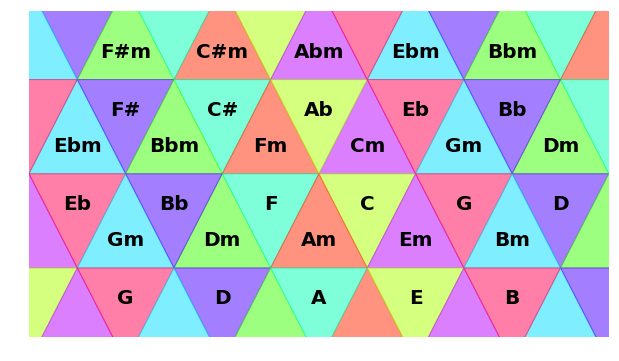 F#m C#m Abm Ebm Bbm
F# C# Ab Eb Bb
Ebm Bbm Fm Cm Gm Dm
Eb Bb F C G D
Gm Dm Am Em Bm
G D A E B